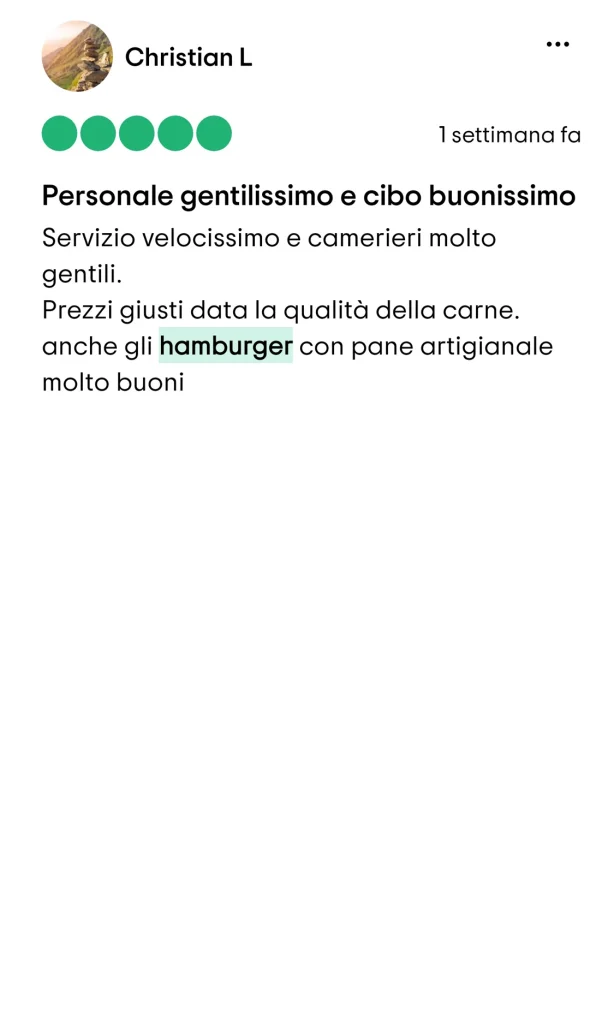 Christian L
1 settimana fa
Personale gentilissimo e cibo buonissimo
Servizio velocissimo e camerieri molto
gentili.
Prezzi giusti data la qualità della carne.
anche gli hamburger con pane artigianale
molto buoni